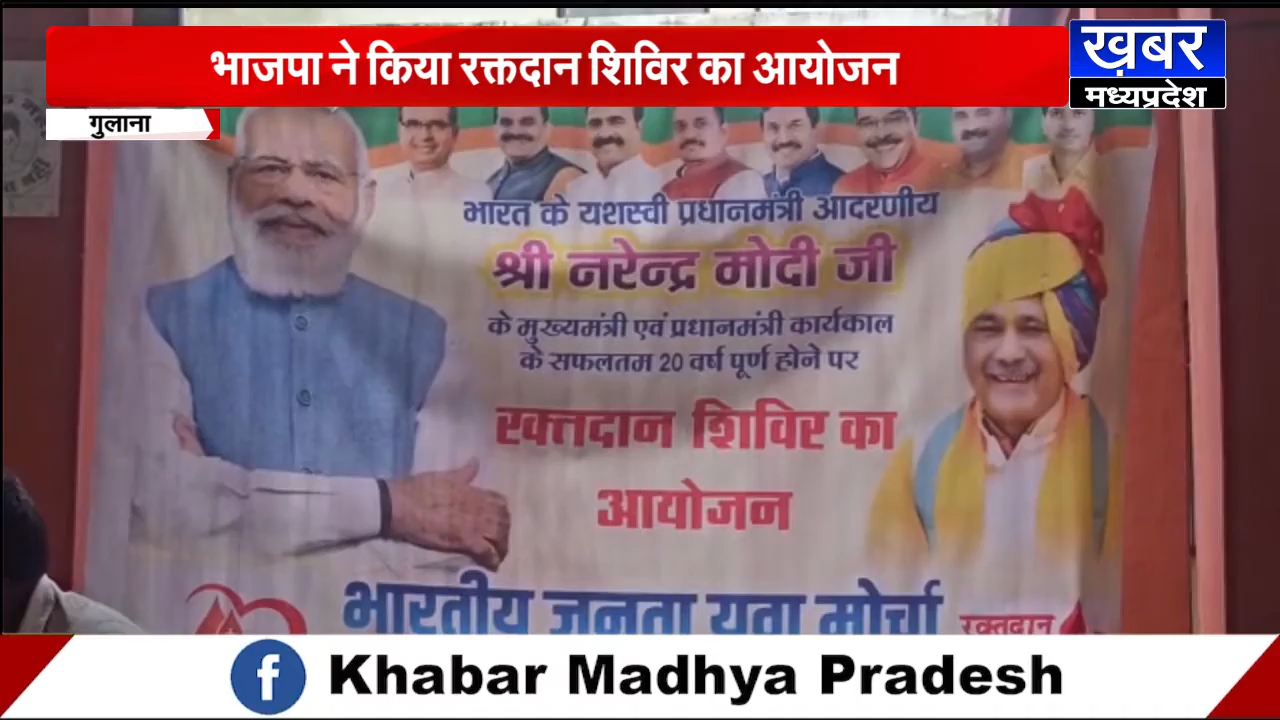 भाजपा ने किया रक्तदान शिविर का आयोजन
ख़बर
मध्यप्रदेश
गुलाना
भारत के यशस्वी प्रधानमंत्री आदरणीय
श्री नरेन्द्र मोदी जी
के मुख्यमंत्री एवं प्रधानमंत्री कार्यकाल
के सफलतम 20 वर्ष पूर्ण होने पर
रक्तदान शिविर का
आयोजन
भारतीय जनता युवा मोर्चा
रक्तदान
Khabar Madhya Pradesh